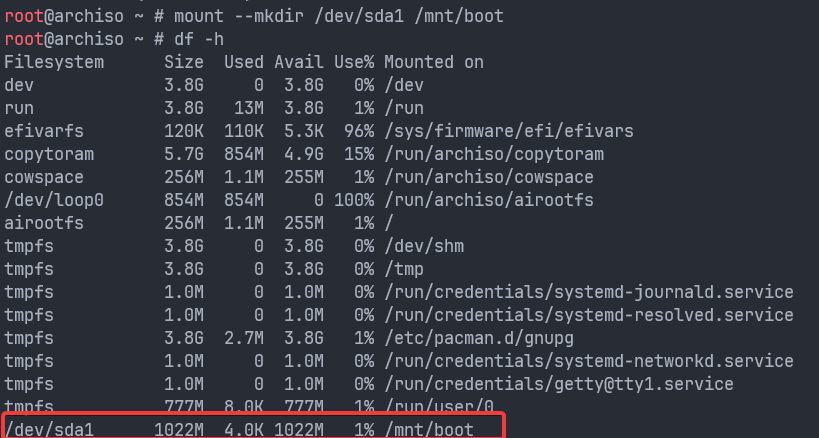 root@archiso ~ # mount --mkdir /dev/sda1 /mnt/boot
root@archiso ~ # df -h
Filesystem      Size  Used Avail Use% Mounted on
dev             3.8G     0  3.8G   0% /dev
run             3.8G   13M  3.8G   1% /run
efivarfs        120K  110K  5.3K  96% /sys/firmware/efi/efivars
copytoram       5.7G  854M  4.9G  15% /run/archiso/copytoram
cowspace        256M  1.1M  255M   1% /run/archiso/cowspace
/dev/loop0      854M  854M     0 100% /run/archiso/airootfs
airootfs        256M  1.1M  255M   1% /
tmpfs           3.8G     0  3.8G   0% /dev/shm
tmpfs           3.8G     0  3.8G   0% /tmp
tmpfs           1.0M     0  1.0M   0% /run/credentials/systemd-journald.service
tmpfs           1.0M     0  1.0M   0% /run/credentials/systemd-resolved.service
tmpfs           3.8G  2.7M  3.8G   1% /etc/pacman.d/gnupg
tmpfs           1.0M     0  1.0M   0% /run/credentials/systemd-networkd.service
tmpfs           1.0M     0  1.0M   0% /run/credentials/getty@tty1.service
tmpfs           777M  8.0K  777M   1% /run/user/0
/dev/sda1      1022M  4.0K 1022M   1% /mnt/boot